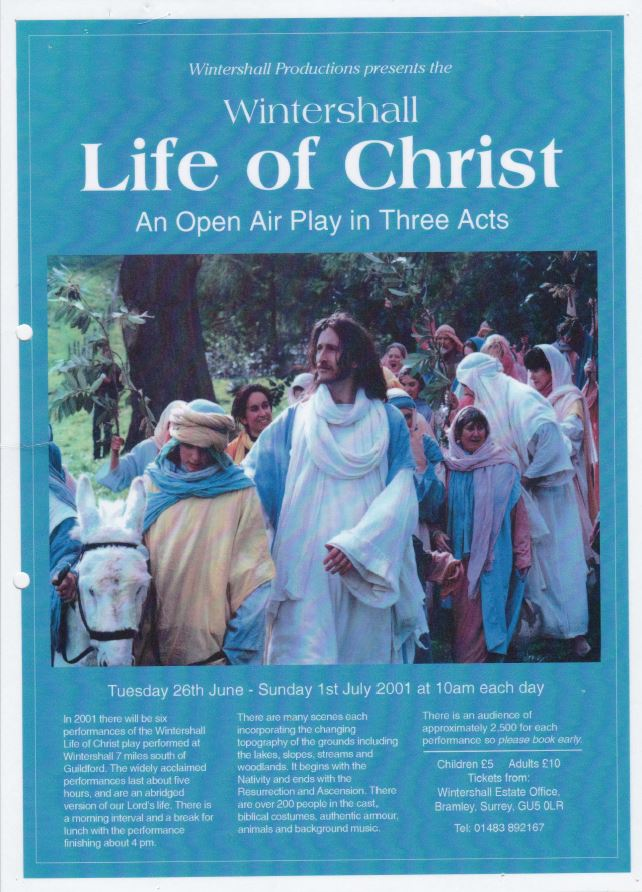 Wintershall Productions presents the
Wintershall
Life of Christ
An Open Air Play in Three Acts
Tuesday 26th June - Sunday 1st July 2001 at 10am each day
In 2001 there will be six
performances of the Wintershall
Life of Christ play performed at
Wintershall 7 miles south of
Guildford. The widely acclaimed
performances last about five
hours, and are an abridged
version of our Lord's life. There is
a morning interval and a break for
lunch with the performance
finishing about 4 pm.
There are many scenes each
incorporating the changing
topography of the grounds including
the lakes, slopes, streams and
woodlands. It begins with the
Nativity and ends with the
Resurrection and Ascension. There
are over 200 people in the cast,
biblical costumes, authentic armour,
animals and background music.
There is an audience of
approximately 2,500 for each
performance so please book early.
Children £5 Adults £10
Tickets from:
Wintershall Estate Office,
Bramley, Surrey, GU5 0LR
Tel: 01483 892167